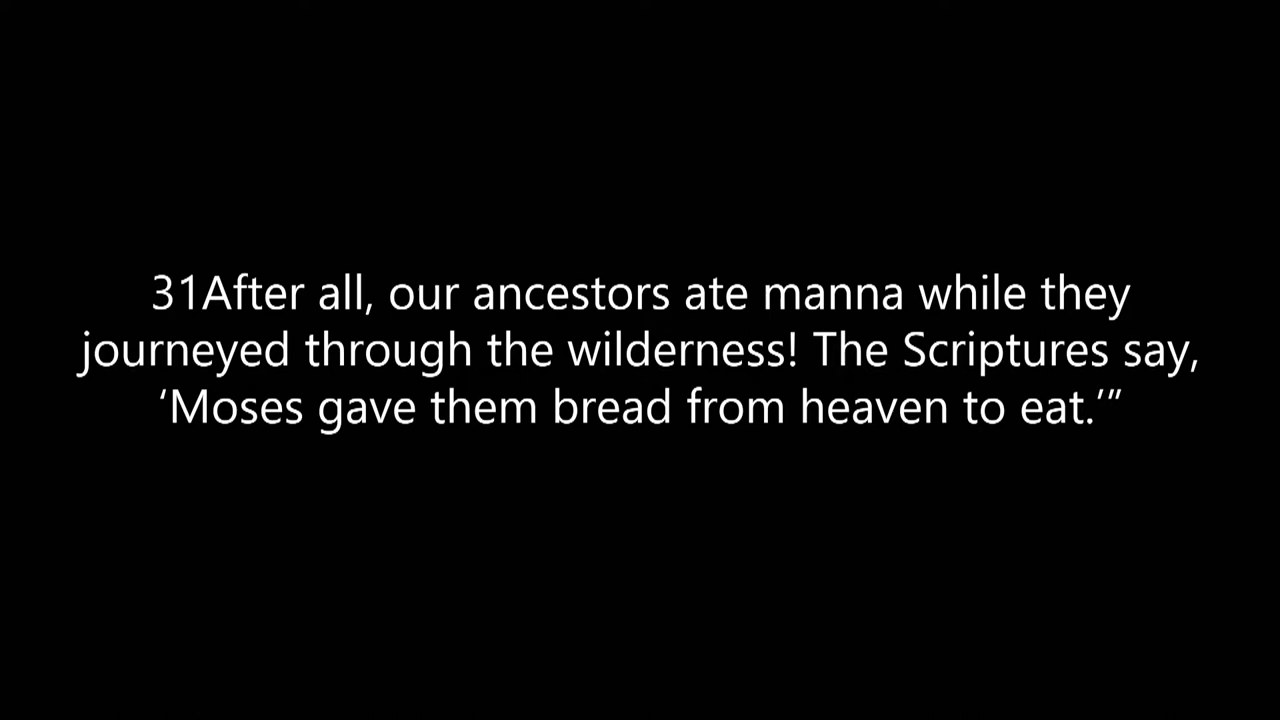 31After all, our ancestors ate manna while they
journeyed through the wilderness! The Scriptures say,
‘Moses gave them bread from heaven to eat.’”